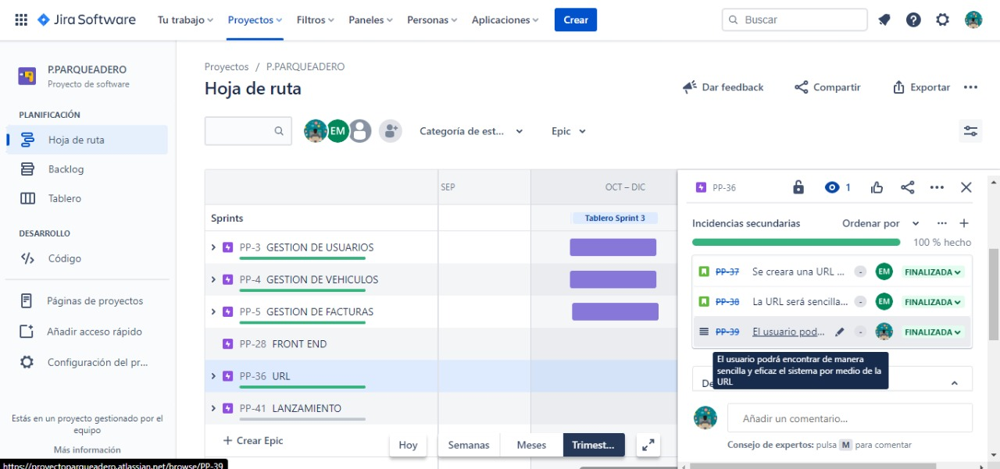 Jira Software
Tu trabajo
Proyectos
Filtros
Paneles
Personas
Aplicaciones
Crear
Buscar
P.PARQUEADERO
Proyecto de software
PLANIFICACIÓN
Hoja de ruta
Backlog
Tablero
DESARROLLO
Código
Páginas de proyectos
Añadir acceso rápido
Configuración del pr...
Estás en un proyecto gestionado por el
equipo
Más información
https://proyectoparqueadero.atlassian.net/browse/PP-39
Proyectos / P.PARQUEADERO
Hoja de ruta
Dar feedback
Compartir
Exportar
EM
Categoría de est...
Epic
SEP
OCT – DIC
Sprints
Tablero Sprint 3
PP-3 GESTION DE USUARIOS
PP-4 GESTION DE VEHICULOS
PP-5 GESTION DE FACTURAS
PP-28 FRONT END
PP-36 URL
PP-41 LANZAMIENTO
Crear Epic
Hoy
Semanas
Meses
Trimest...
PP-36
1
Incidencias secundarias
Ordenar por
100 % hecho
PP-37 Se creara una URL ... - EM FINALIZADA
PP-38 La URL será sencilla... - EM FINALIZADA
PP-39 El usuario pod... - FINALIZADA
El usuario podrá encontrar de manera
sencilla y eficaz el sistema por medio de la
URL
De
Añadir un comentario...
Consejo de expertos: pulsa M para comentar